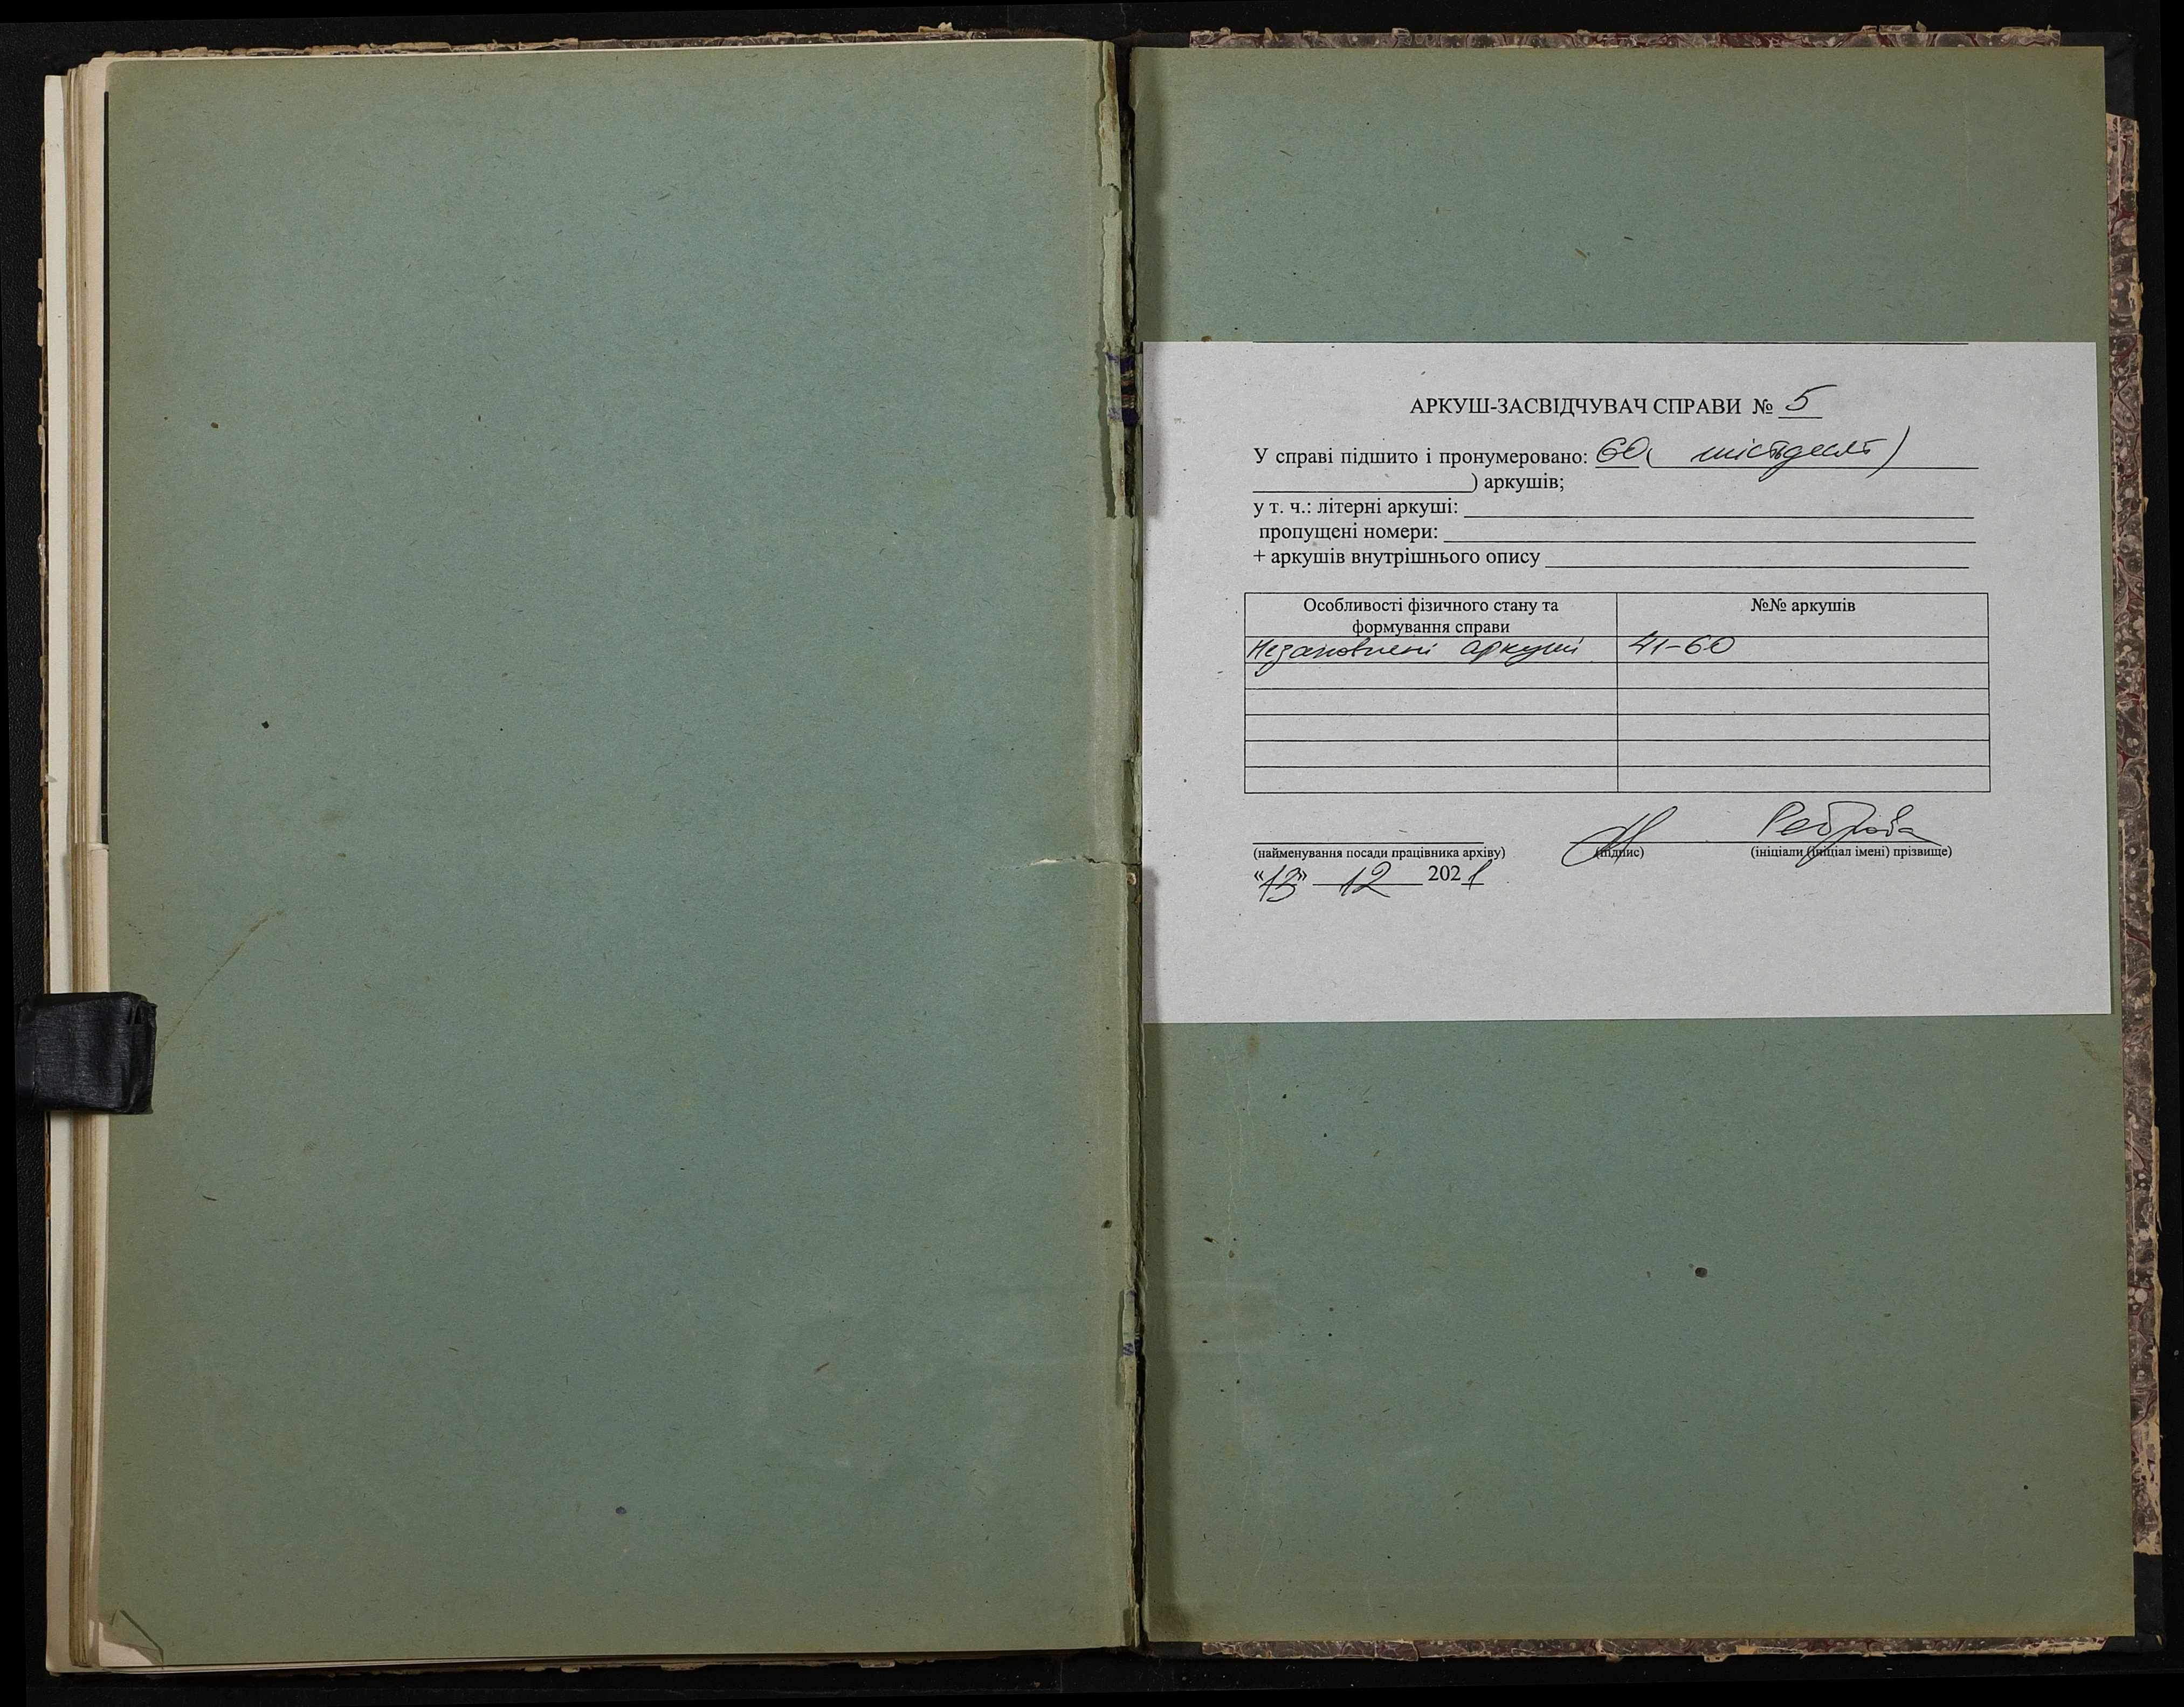 АРКУШ-ЗАСВІДЧУВАЧ СПРАВИ № 5
У справі підшито і пронумеровано: 60 ( шістдесят )
) аркушів;
у т. ч.: літерні аркуші:
пропущені номери:
+ аркушів внутрішнього опису
Особливості фізичного стану та формування справи
№№ аркушів
Незаповнені аркуші 41-60
Реброва
(найменування посади працівника архіву) (підпис) (ініціали (ініціал імені) прізвище)
«13» 12 2021